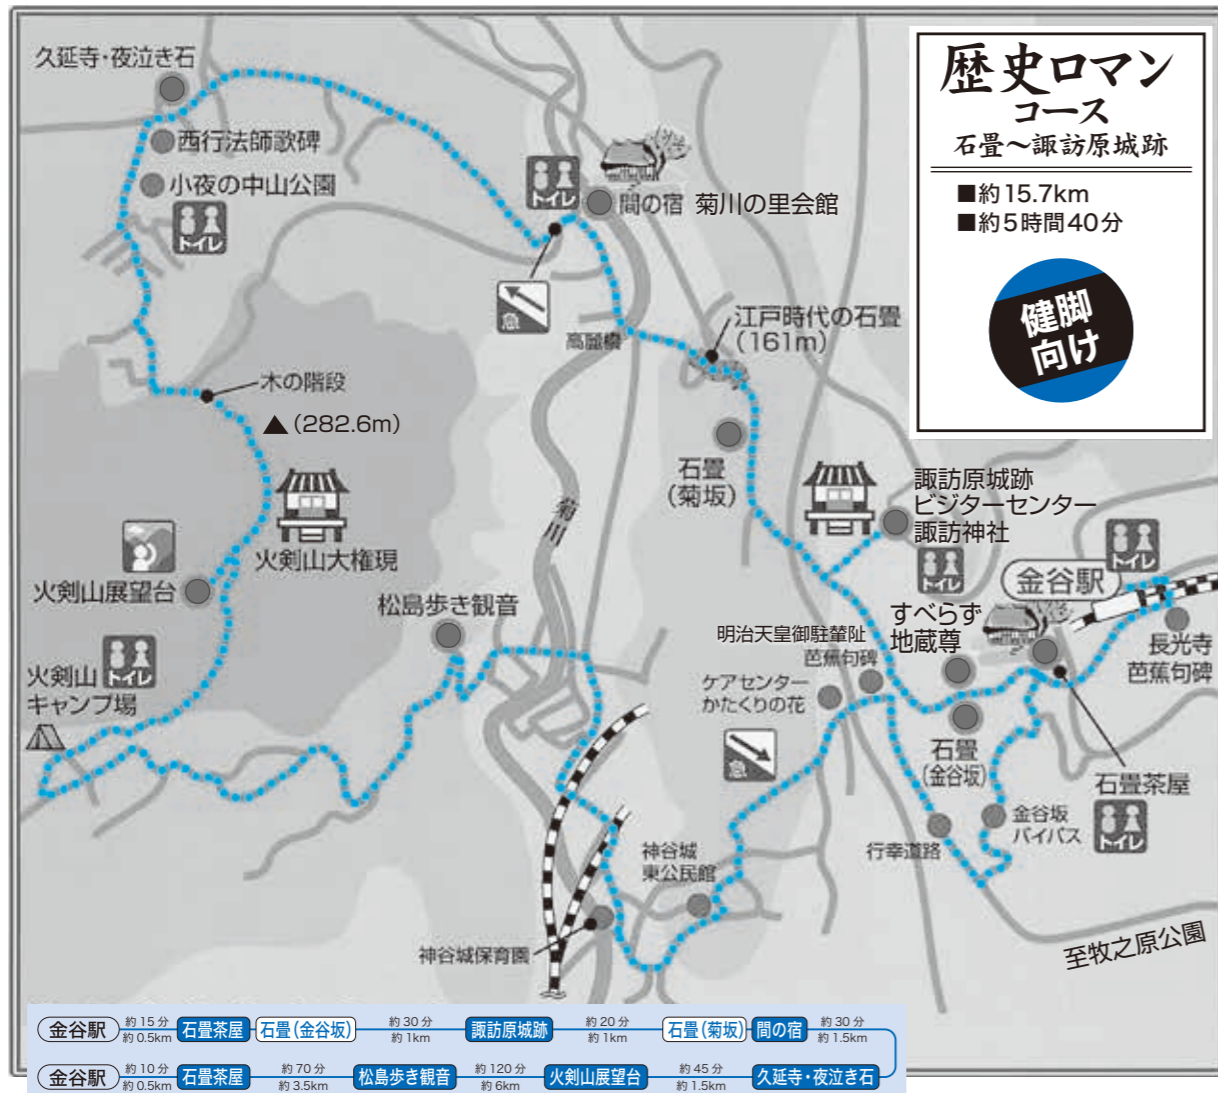 歴史ロマン
コース
石畳～諏訪原城跡
■約15.7km
■約5時間40分
健脚
向け
久延寺・夜泣き石
西行法師歌碑
小夜の中山公園
トイレ
トイレ
間の宿 菊川の里会館
急
高麗橋
江戸時代の石畳
(161m)
木の階段
▲(282.6m)
石畳
(菊坂)
菊川
火剣山大権現
火剣山展望台
諏訪原城跡
ビジターセンター
諏訪神社
トイレ
トイレ
金谷駅
松島歩き観音
すべらず
地蔵尊
長光寺
芭蕉句碑
明治天皇御駐輦阯
芭蕉句碑
ケアセンター
かたくりの花
急
火剣山
キャンプ場
トイレ
石畳
(金谷坂)
石畳茶屋
トイレ
金谷坂
バイパス
行幸道路
神谷城
東公民館
神谷城保育園
至牧之原公園
金谷駅 約15分 約0.5km 石畳茶屋 石畳(金谷坂) 約30分 約1km 諏訪原城跡 約20分 約1km 石畳(菊坂) 間の宿 約30分 約1.5km
金谷駅 約10分 約0.5km 石畳茶屋 約70分 約3.5km 松島歩き観音 約120分 約6km 火剣山展望台 約45分 約1.5km 久延寺・夜泣き石